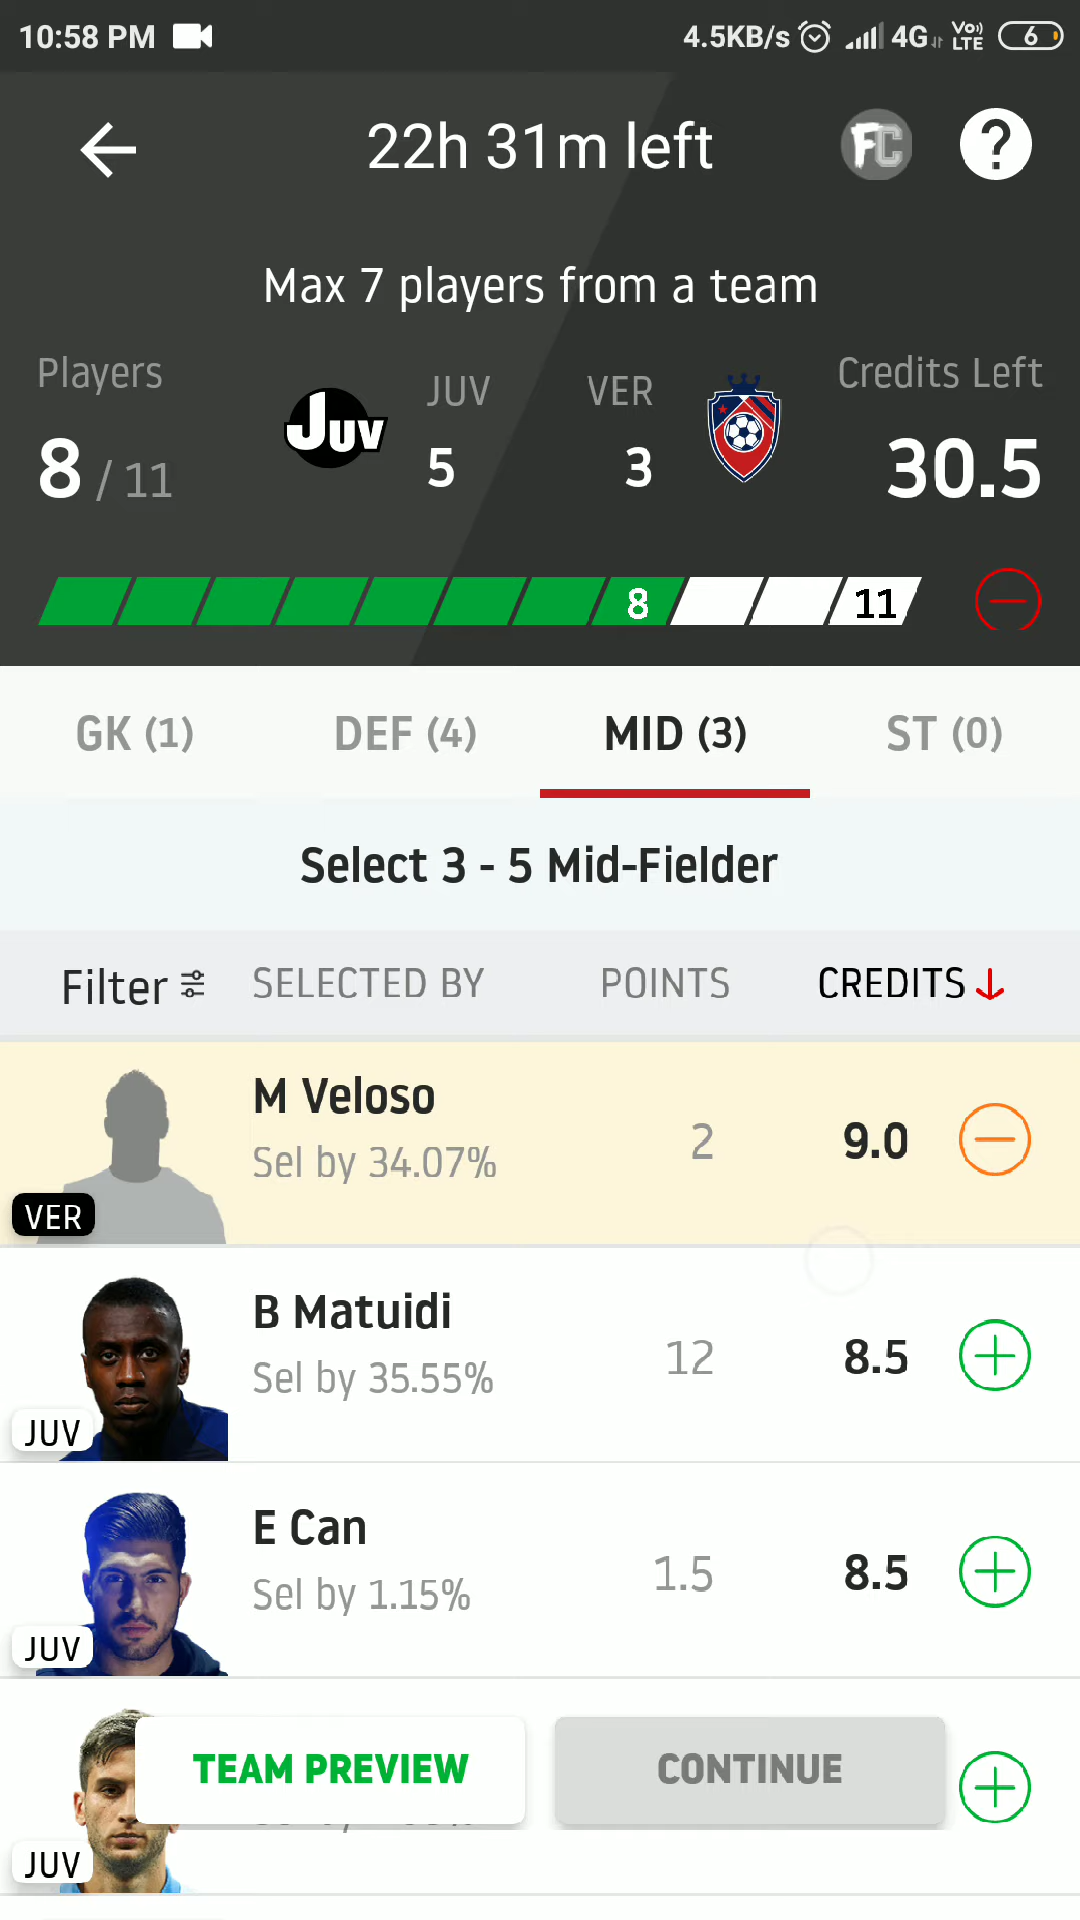 10:58 PM 4.5KB/s 4G VoLTE 6
22h 31m left FC ?
Max 7 players from a team
Players JUV VER Credits Left
8 / 11 JUV 5 3 30.5
8 11
GK (1) DEF (4) MID (3) ST (0)
Select 3 - 5 Mid-Fielder
Filter SELECTED BY POINTS CREDITS
M Veloso
Sel by 34.07% 2 9.0
VER
B Matuidi
Sel by 35.55% 12 8.5
JUV
E Can
Sel by 1.15% 1.5 8.5
JUV
TEAM PREVIEW CONTINUE
JUV